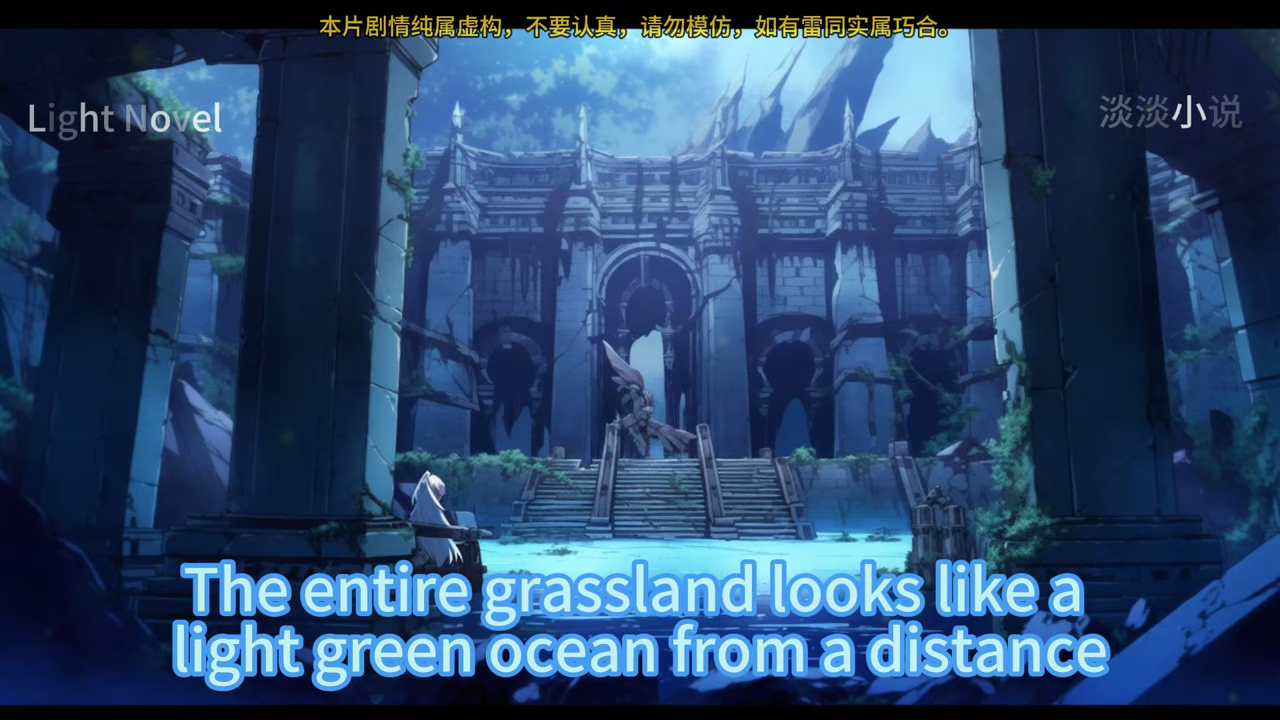 本片剧情纯属虚构，不要认真，请勿模仿，如有雷同实属巧合。
Light Novel
淡淡小说
The entire grassland looks like a
light green ocean from a distance